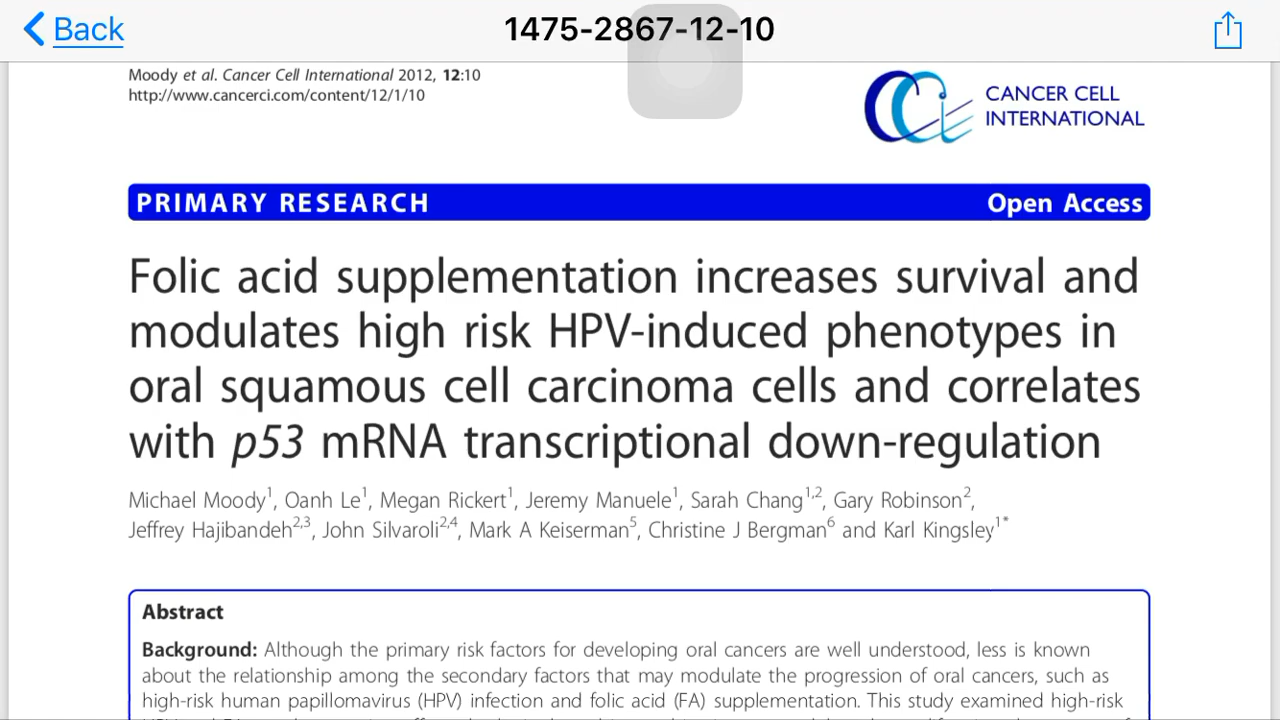 Back
1475-2867-12-10
Moody et al. Cancer Cell International 2012, 12:10
http://www.cancerci.com/content/12/1/10
CANCER CELL
INTERNATIONAL
PRIMARY RESEARCH
Open Access
Folic acid supplementation increases survival and
modulates high risk HPV-induced phenotypes in
oral squamous cell carcinoma cells and correlates
with p53 mRNA transcriptional down-regulation
Michael Moody1, Oanh Le1, Megan Rickert1, Jeremy Manuele1, Sarah Chang1,2, Gary Robinson2,
Jeffrey Hajibandeh2,3, John Silvaroli2,4, Mark A Keiserman5, Christine J Bergman6 and Karl Kingsley1*
Abstract
Background: Although the primary risk factors for developing oral cancers are well understood, less is known
about the relationship among the secondary factors that may modulate the progression of oral cancers, such as
high-risk human papillomavirus (HPV) infection and folic acid (FA) supplementation. This study examined high-risk